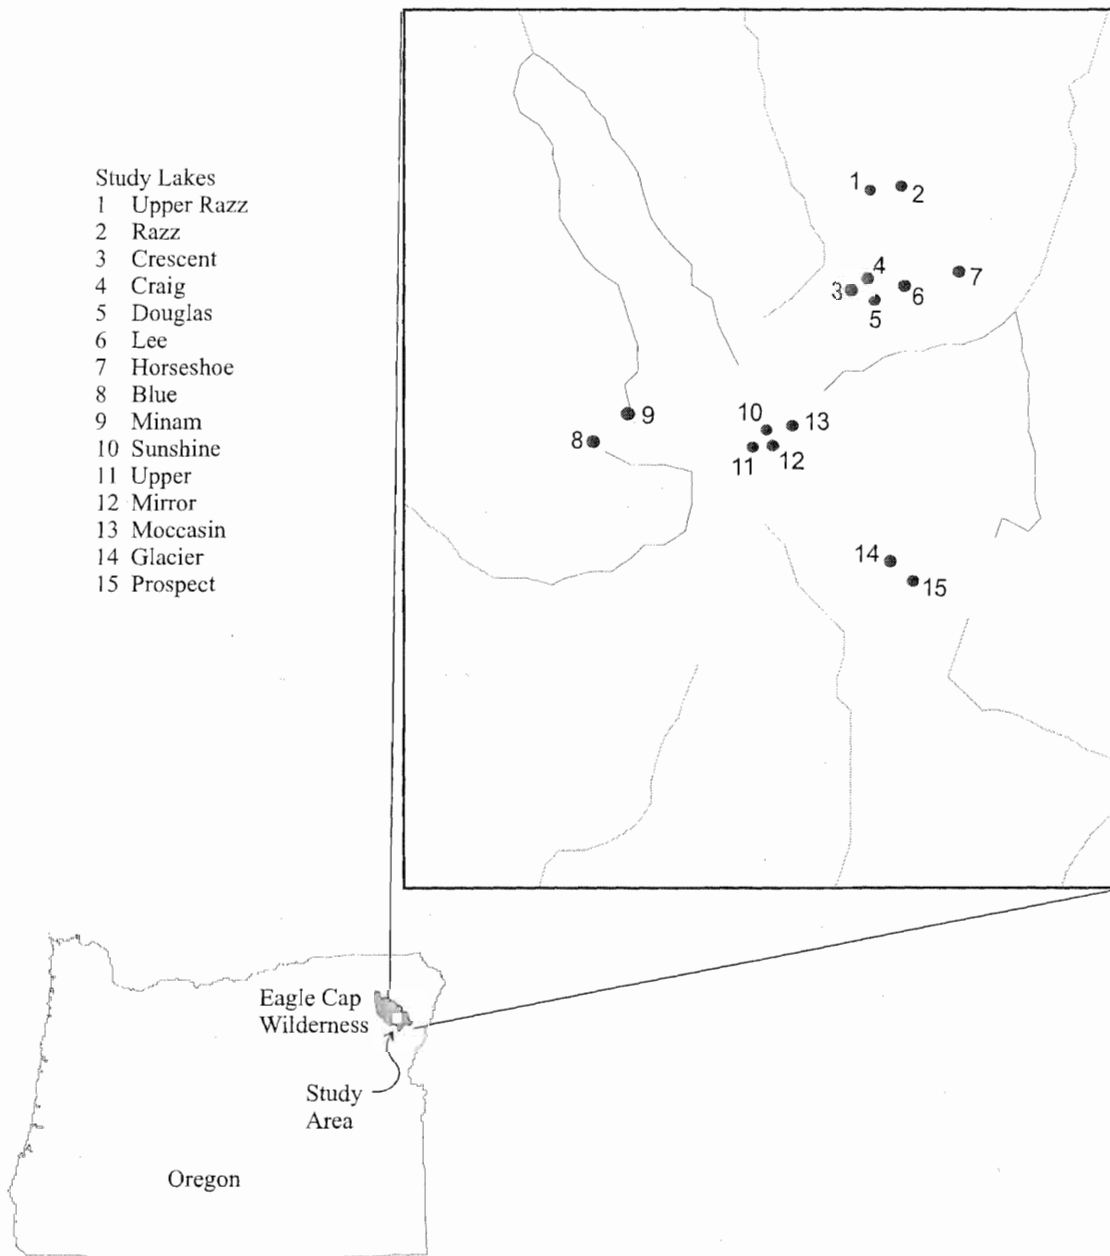 Study Lakes
1 Upper Razz
2 Razz
3 Crescent
4 Craig
5 Douglas
6 Lee
7 Horseshoe
8 Blue
9 Minam
10 Sunshine
11 Upper
12 Mirror
13 Moccasin
14 Glacier
15 Prospect
1
2
4
7
3
6
5
9
10
13
8
11
12
14
15
Eagle Cap
Wilderness
Study
Area
Oregon